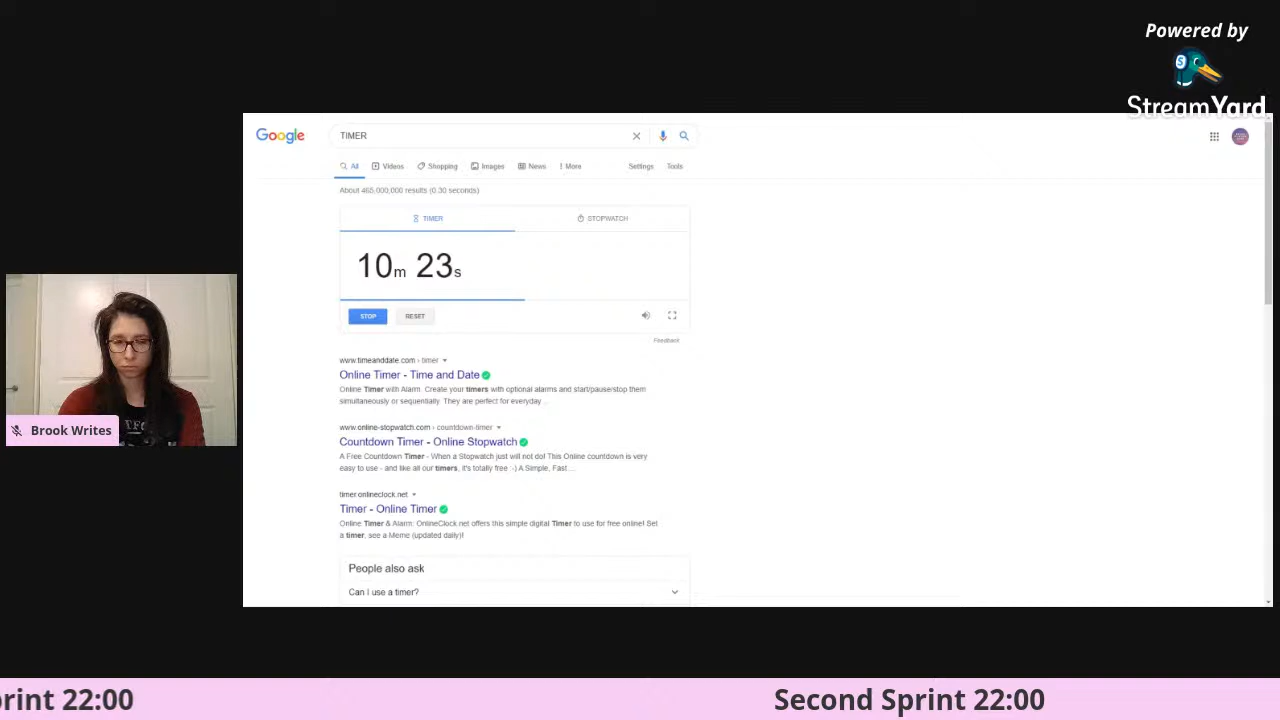 Powered by
StreamYard
Google
TIMER
All Videos Shopping Images News More Settings Tools
About 465,000,000 results (0.30 seconds)
TIMER STOPWATCH
10m 23s
STOP RESET
Feedback
www.timeanddate.com › timer
Online Timer - Time and Date
Online Timer with Alarm. Create your timers with optional alarms and start/pause/stop them
simultaneously or sequentially. They are perfect for everyday ...
www.online-stopwatch.com › countdown-timer
Countdown Timer - Online Stopwatch
A Free Countdown Timer - When a Stopwatch just will not do! This Online countdown is very
easy to use - and like all our timers, it's totally free :-) A Simple, Fast ...
timer.onlineclock.net
Timer - Online Timer
Online Timer & Alarm: OnlineClock.net offers this simple digital Timer to use for free online! Set
a timer, see a Meme (updated daily)!
People also ask
Can I use a timer?
Brook Writes
print 22:00 Second Sprint 22:00